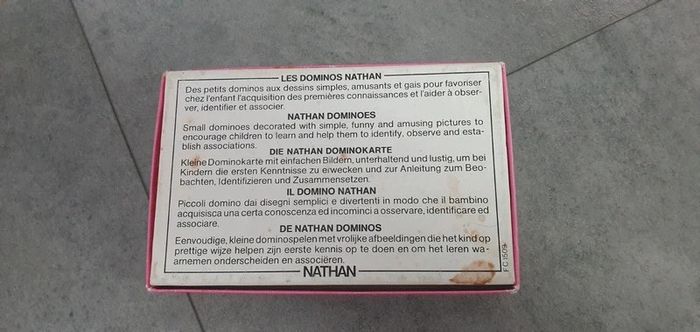 LES DOMINOS NATHAN
Des petits dominos aux dessins simples, amusants et gais pour favoriser
chez l'enfant l'acquisition des premières connaissances et l'aider à obser-
ver, identifier et associer.
NATHAN DOMINOES
Small dominoes decorated with simple, funny and amusing pictures to
encourage children to learn and help them to identify, observe and esta-
blish associations.
DIE NATHAN DOMINOKARTE
Kleine Dominokarte mit einfachen Bildern, unterhaltend und lustig, um bei
Kindern die ersten Kenntnisse zu eiwecken und zur Anleitung zum Beo-
bachten, Identifizieren und Zusammensetzen.
IL DOMINO NATHAN
Piccoli domino dai disegni semplici e divertenti in modo che il bambino
acquisisca una certa conoscenza ed incominci a osservare, identificare ed
associare.
DE NATHAN DOMINOS
Eenvoudige, kleine dominospelen met vrolijke afbeeldingen die het kind op
prettige wijze helpen zijn eerste kennis op te doen en om het leren wa-
arnemen onderscheiden en associëren.
NATHAN
FC 1509